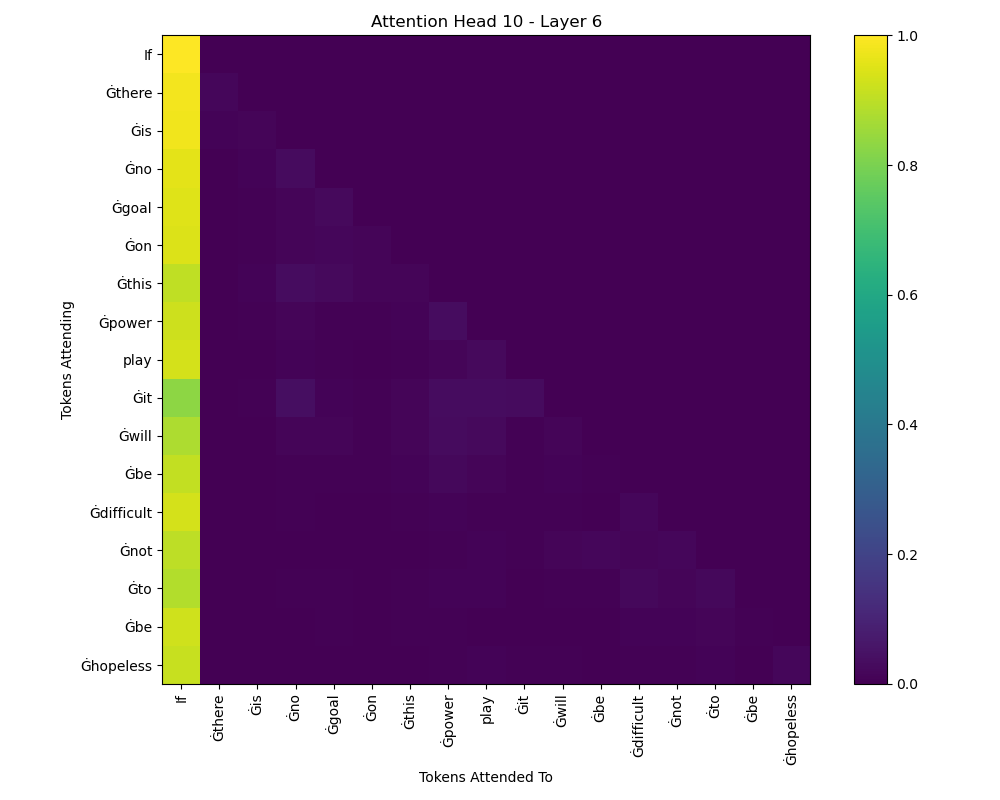 Attention Head 10 - Layer 6
Tokens Attending
If
Ġthere
Ġis
Ġno
Ġgoal
Ġon
Ġthis
Ġpower
play
Ġit
Ġwill
Ġbe
Ġdifficult
Ġnot
Ġto
Ġbe
Ġhopeless
If
Ġthere
Ġis
Ġno
Ġgoal
Ġon
Ġthis
Ġpower
play
Ġit
Ġwill
Ġbe
Ġdifficult
Ġnot
Ġto
Ġbe
Ġhopeless
Tokens Attended To
1.0
0.8
0.6
0.4
0.2
0.0